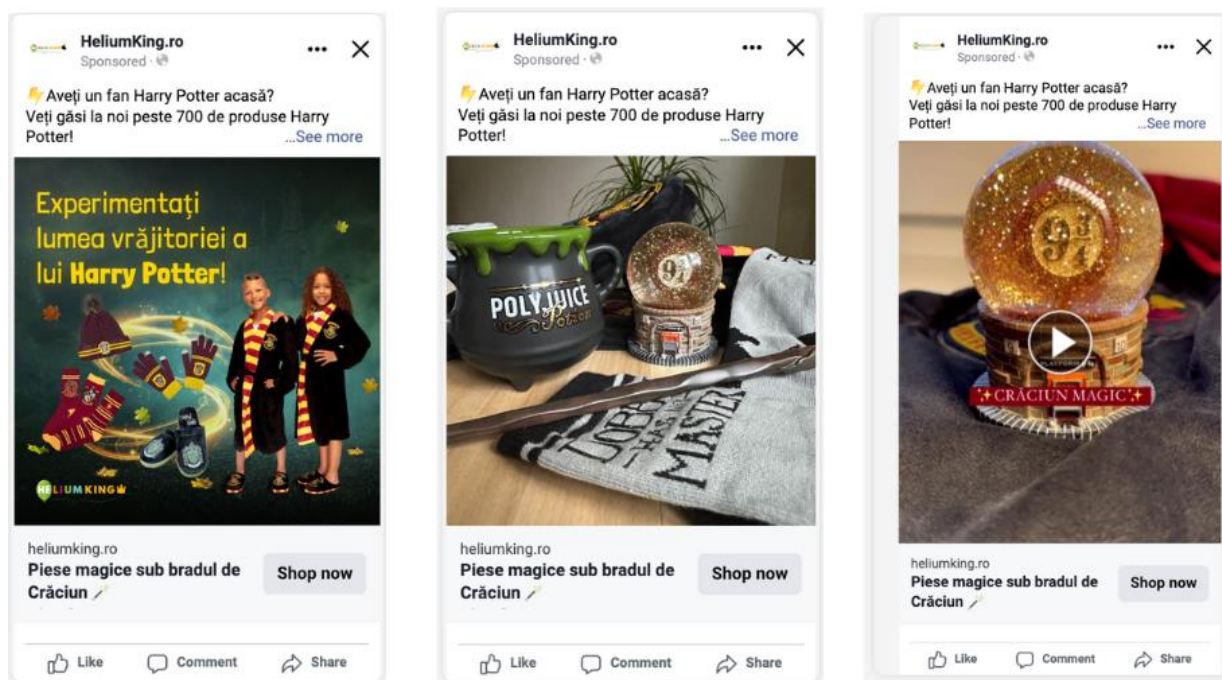 HeliumKing.ro
Sponsored
Aveți un fan Harry Potter acasă?
Veți găsi la noi peste 700 de produse Harry
Potter!
...See more
Experimentați
lumea vrăjitoriei a
lui Harry Potter!
HELIUMKING
heliumking.ro
Piese magice sub bradul de
Crăciun
Shop now
Like
Comment
Share
HeliumKing.ro
Sponsored
Aveți un fan Harry Potter acasă?
Veți găsi la noi peste 700 de produse Harry
Potter!
...See more
POLYJUICE
Potion
9 3/4
MASTER
heliumking.ro
Piese magice sub bradul de
Crăciun
Shop now
Like
Comment
Share
HeliumKing.ro
Sponsored
Aveți un fan Harry Potter acasă?
Veți găsi la noi peste 700 de produse Harry
Potter!
...See more
9 3/4
CRĂCIUN MAGIC
heliumking.ro
Piese magice sub bradul de
Crăciun
Shop now
Like
Comment
Share